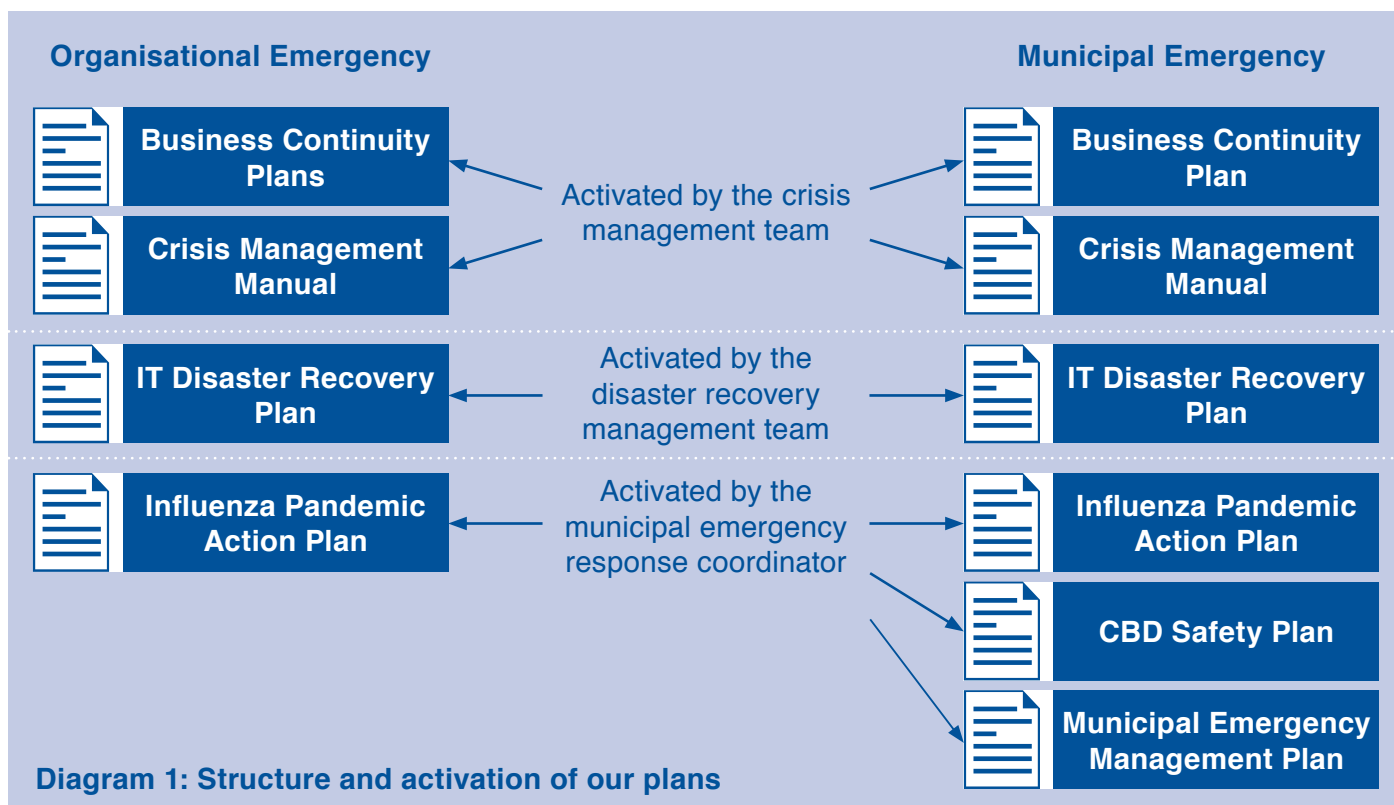 Organisational Emergency
Municipal Emergency
Business Continuity
Plans
Activated by the crisis
management team
Business Continuity
Plan
Crisis Management
Manual
Crisis Management
Manual
IT Disaster Recovery
Plan
Activated by the
disaster recovery
management team
IT Disaster Recovery
Plan
Influenza Pandemic
Action Plan
Activated by the
municipal emergency
response coordinator
Influenza Pandemic
Action Plan
CBD Safety Plan
Municipal Emergency
Management Plan
Diagram 1: Structure and activation of our plans